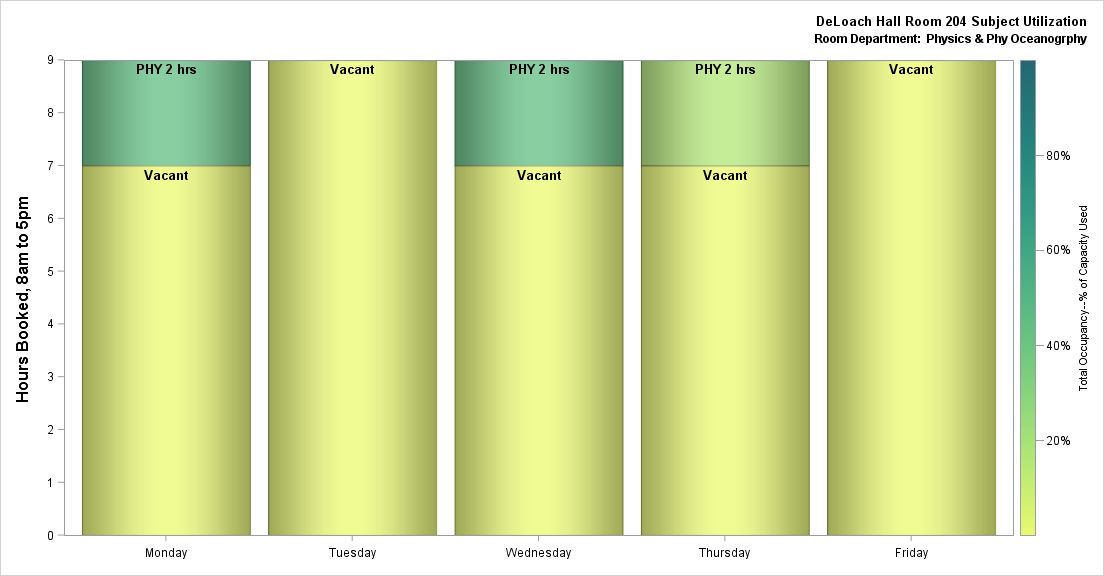 DeLoach Hall Room 204 Subject Utilization
Room Department: Physics & Phy Oceanogrphy
Hours Booked, 8am to 5pm
9
8
7
6
5
4
3
2
1
0
PHY 2 hrs
Vacant
PHY 2 hrs
PHY 2 hrs
Vacant
Vacant
Vacant
Vacant
Monday
Tuesday
Wednesday
Thursday
Friday
80%
60%
40%
20%
Total Occupancy--% of Capacity Used